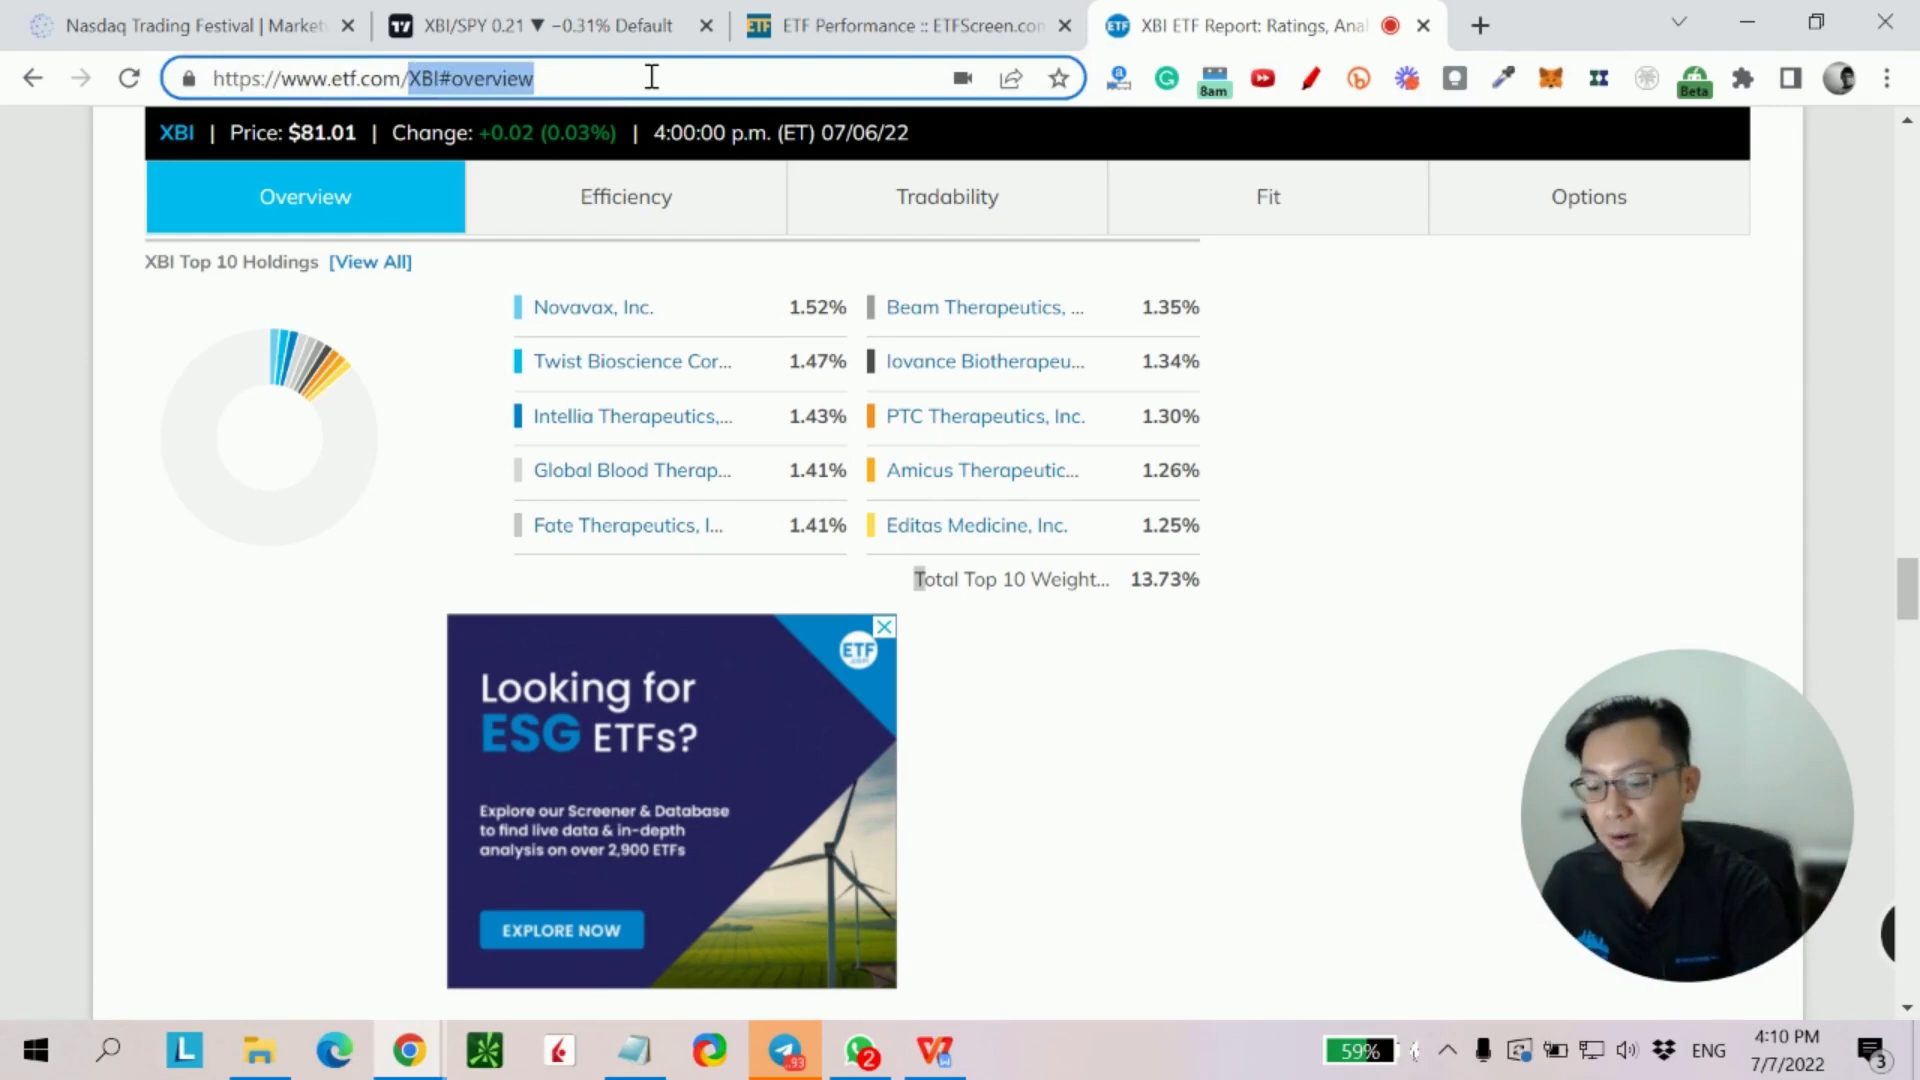 Nasdaq Trading Festival | Market
XBI/SPY 0.21 ▼ −0.31% Default
ETF Performance :: ETFScreen.com
XBI ETF Report: Ratings, Anal
https://www.etf.com/XBI#overview
8am
Beta
XBI | Price: $81.01 | Change: +0.02 (0.03%) | 4:00:00 p.m. (ET) 07/06/22
Overview Efficiency Tradability Fit Options
XBI Top 10 Holdings [View All]
Novavax, Inc. 1.52% Beam Therapeutics, ... 1.35%
Twist Bioscience Cor... 1.47% Iovance Biotherapeu... 1.34%
Intellia Therapeutics,... 1.43% PTC Therapeutics, Inc. 1.30%
Global Blood Therap... 1.41% Amicus Therapeutic... 1.26%
Fate Therapeutics, I... 1.41% Editas Medicine, Inc. 1.25%
Total Top 10 Weight... 13.73%
ETF
Looking for
ESG ETFs?
Explore our Screener & Database
to find live data & in-depth
analysis on over 2,900 ETFs
EXPLORE NOW
59%
ENG
4:10 PM
7/7/2022
93
2
3